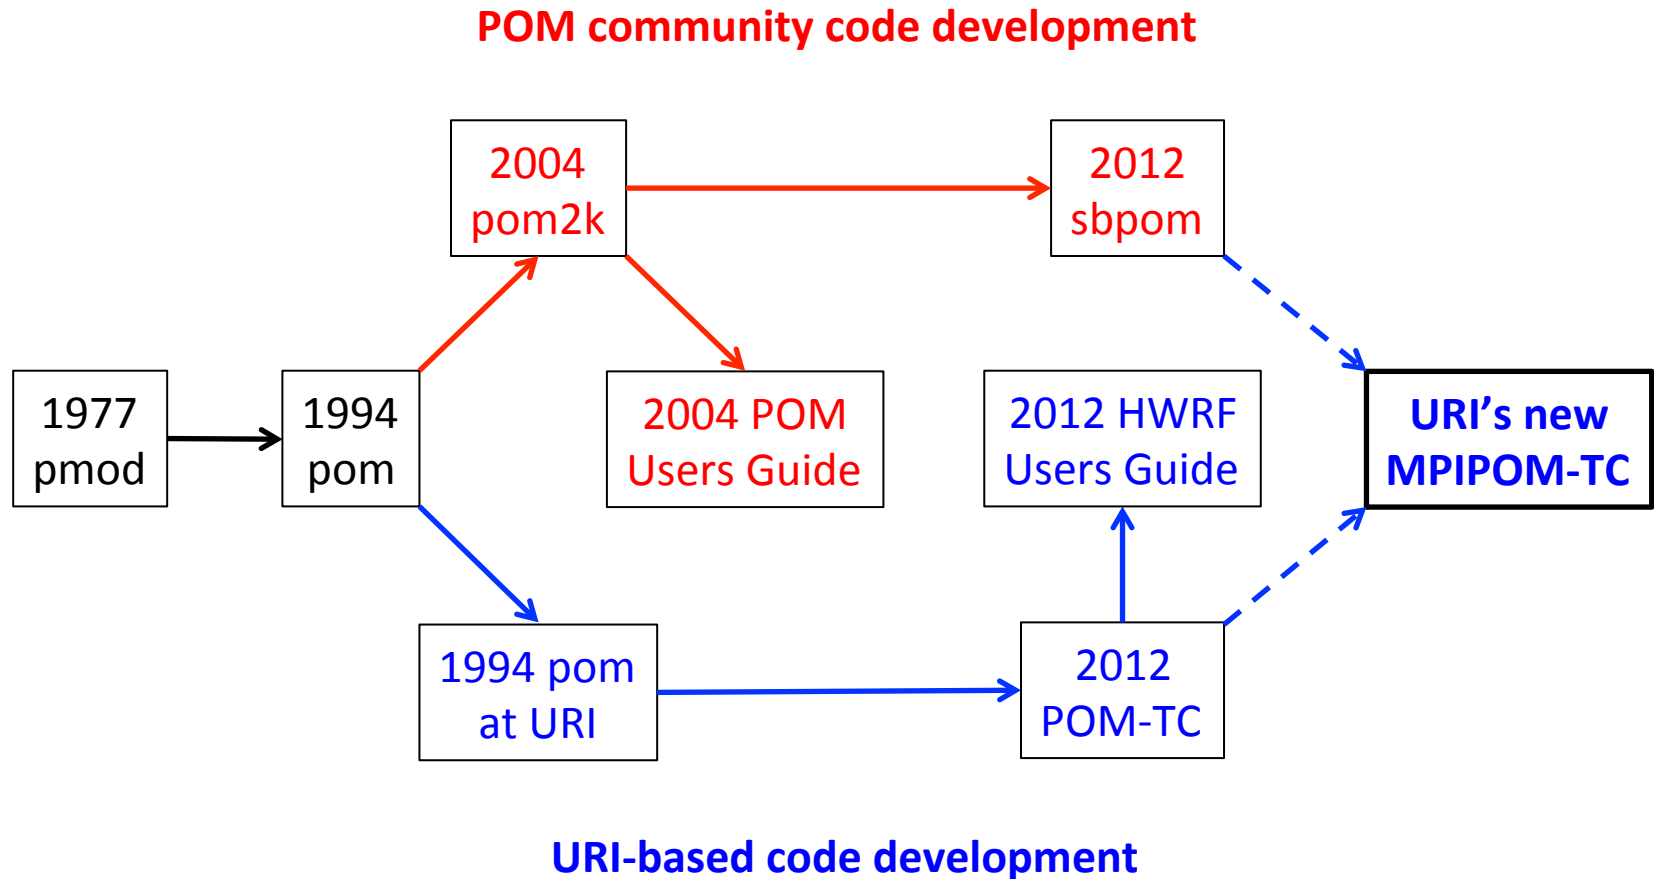 POM community code development
2004
pom2k
2012
sbpom
1977
pmod
1994
pom
2004 POM
Users Guide
2012 HWRF
Users Guide
URI’s new
MPIPOM-TC
1994 pom
at URI
2012
POM-TC
URI-based code development